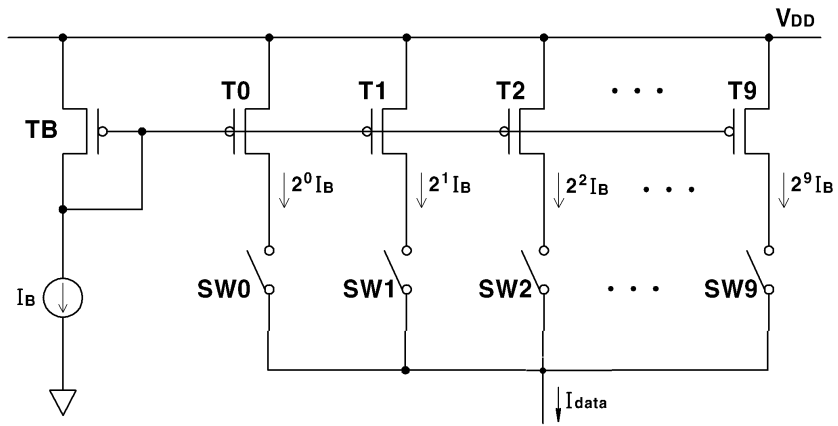 VDD
T0 T1 T2 . . . T9
TB
2⁰IB 2¹IB 2²IB . . . 2⁹IB
IB SW0 SW1 SW2 . . . SW9
Idata